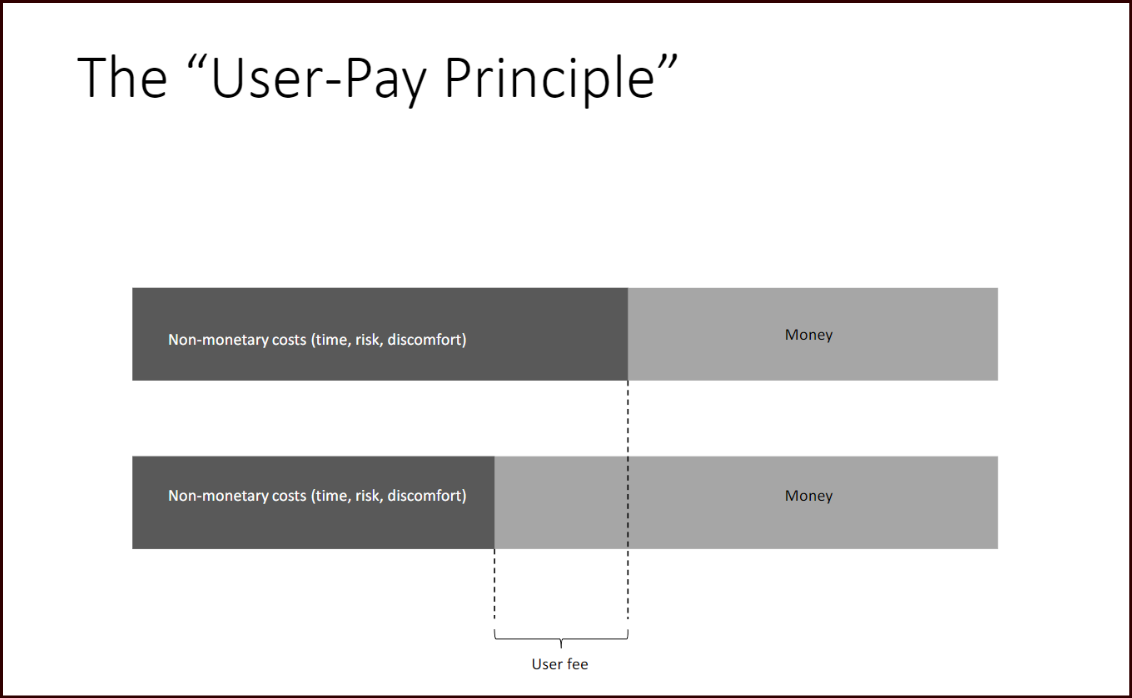 The “User-Pay Principle”
Non-monetary costs (time, risk, discomfort)
Money
Non-monetary costs (time, risk, discomfort)
Money
User fee